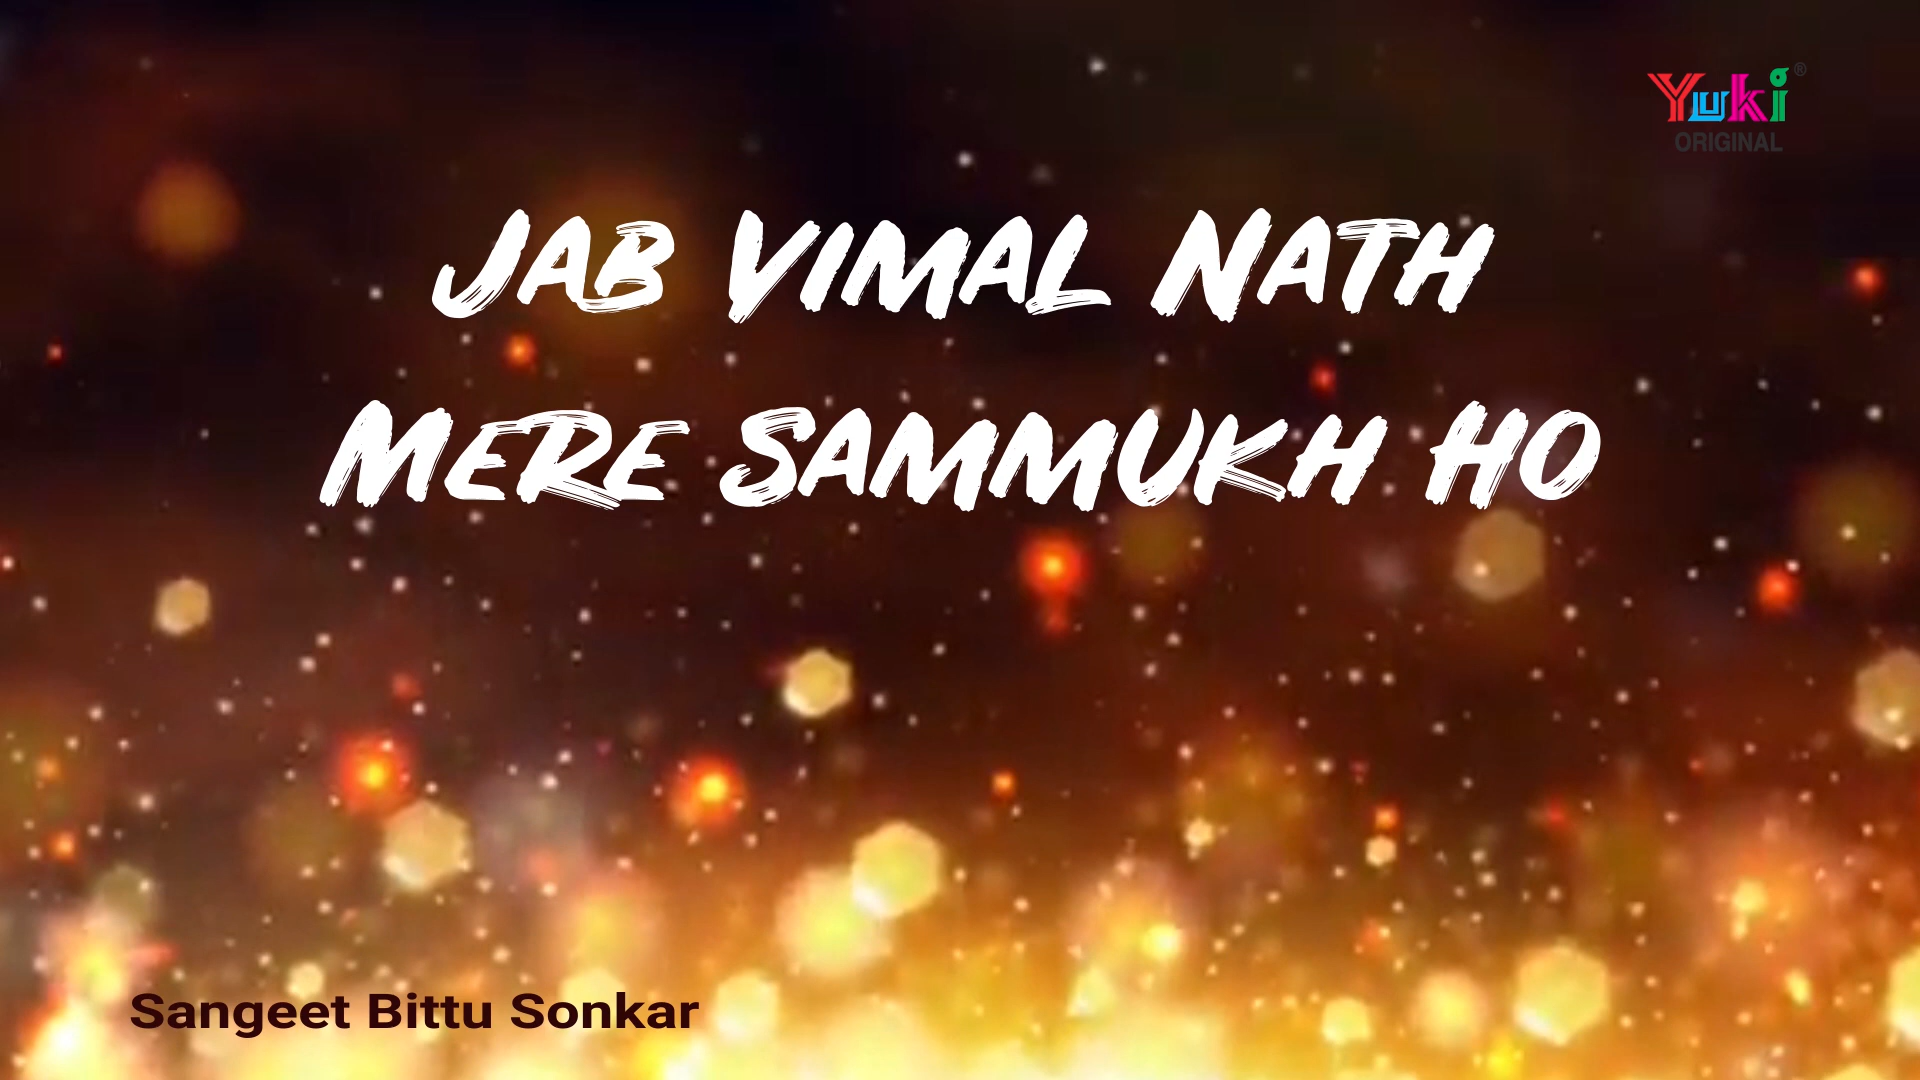 Yuki®
ORIGINAL
JAB VIMAL NATH
MERE SAMMUKH HO
Sangeet Bittu Sonkar